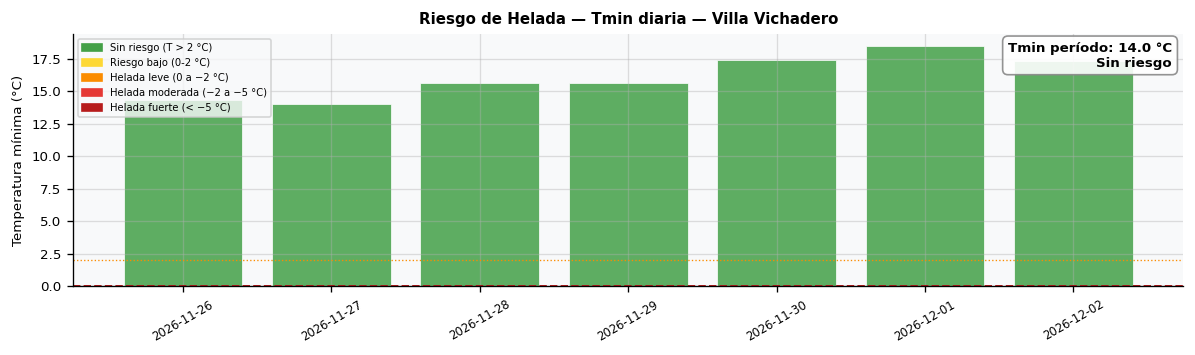 Riesgo de Helada — Tmin diaria — Villa Vichadero
Sin riesgo (T > 2 °C)
Riesgo bajo (0-2 °C)
Helada leve (0 a −2 °C)
Helada moderada (−2 a −5 °C)
Helada fuerte (< −5 °C)
Tmin período: 14.0 °C
Sin riesgo
Temperatura mínima (°C)
17.5
15.0
12.5
10.0
7.5
5.0
2.5
0.0
2026-11-26
2026-11-27
2026-11-28
2026-11-29
2026-11-30
2026-12-01
2026-12-02